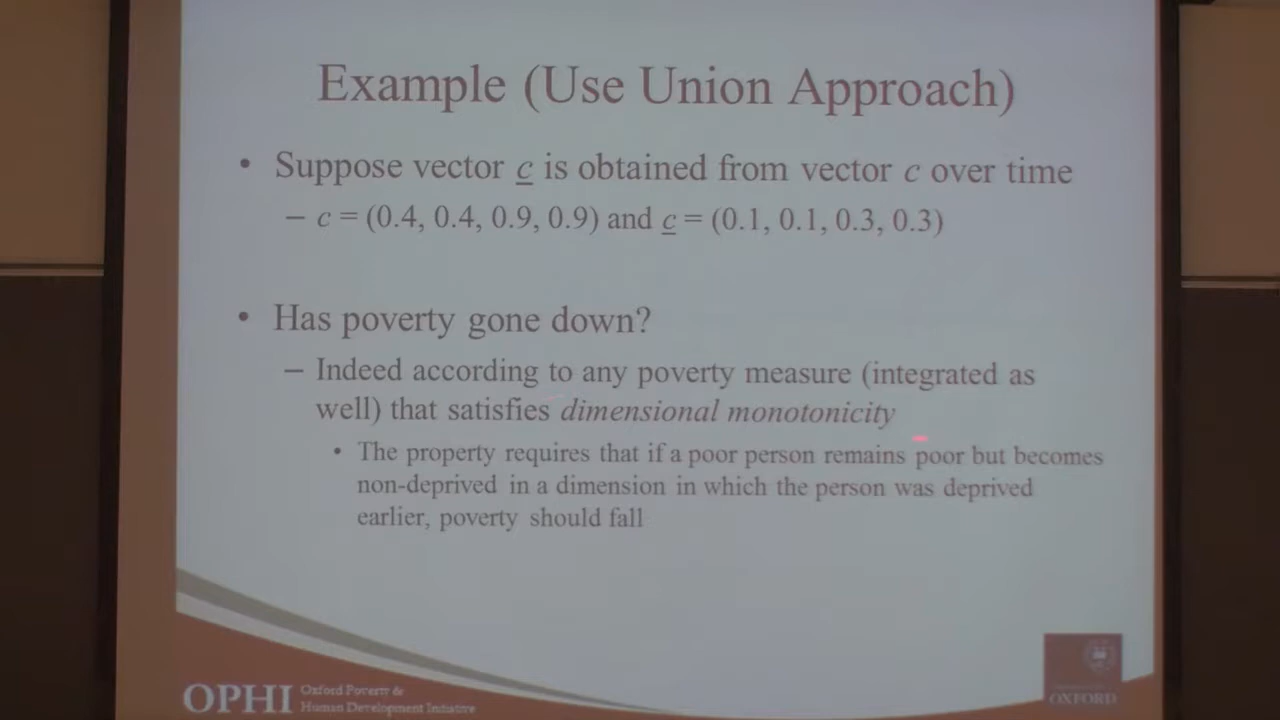 Example (Use Union Approach)
• Suppose vector c is obtained from vector c over time
– c = (0.4, 0.4, 0.9, 0.9) and c = (0.1, 0.1, 0.3, 0.3)
• Has poverty gone down?
– Indeed according to any poverty measure (integrated as
well) that satisfies dimensional monotonicity
• The property requires that if a poor person remains poor but becomes
non-deprived in a dimension in which the person was deprived
earlier, poverty should fall
OPHI
Oxford Poverty &
Human Development Initiative
OXFORD